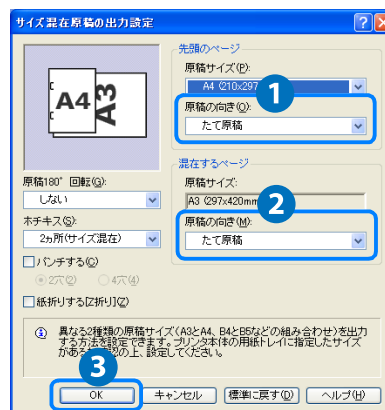 サイズ混在原稿の出力設定
先頭のページ
原稿サイズ(P):
A4 (210x297
1
原稿の向き(O):
たて原稿
A4
A3
混在するページ
原稿サイズ:
A3 (297x420mm
2
原稿の向き(M):
たて原稿
原稿180° 回転(G):
しない
ホチキス(S):
2ヵ所(サイズ混在)
パンチする(C)
2穴(2)
4穴(4)
紙折りする[Z折り](Z)
異なる2種類の原稿サイズ(A3とA4、B4とB5などの組み合わせ)を出力
する方法を設定できます。プリンタ本体の用紙トレイに指定したサイズ
がある
認の上、設定してください。
3
OK
キャンセル
標準に戻す(D)
ヘルプ(H)